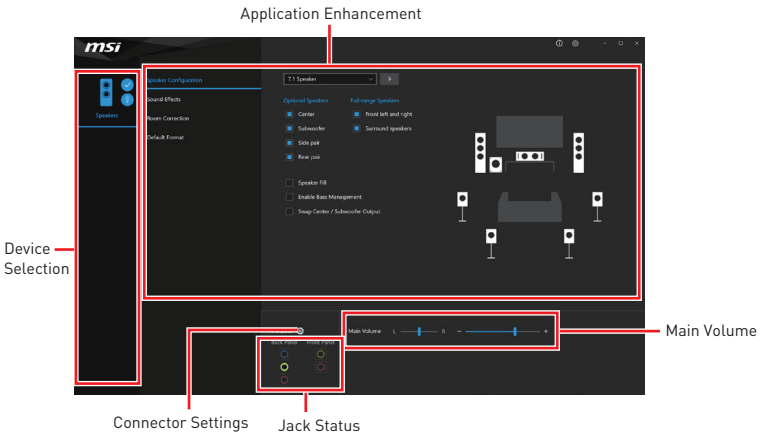 Application Enhancement
msi
Speakers
Speaker Configuration
Sound Effects
Room Correction
Default Format
7.1 Speaker
Optional Speakers Full-range Speakers
Center Front left and right
Subwoofer Surround speakers
Side pair
Rear pair
Speaker Fill
Enable Bass Management
Swap Center / Subwoofer Output
Device
Selection
Main Volume L R - +
Main Volume
Back Panel Front Panel
Connector Settings
Jack Status